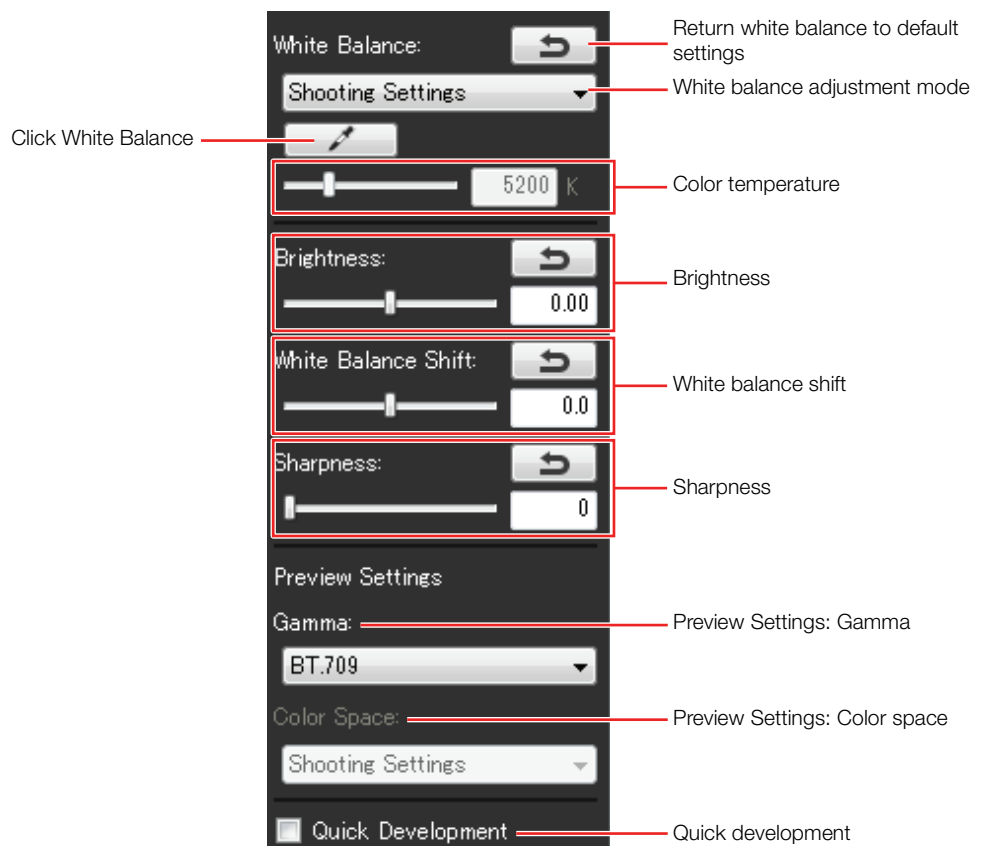 White Balance:
Return white balance to default
settings
Shooting Settings
White balance adjustment mode
Click White Balance
5200 K
Color temperature
Brightness:
0.00
Brightness
White Balance Shift:
0.0
White balance shift
Sharpness:
0
Sharpness
Preview Settings
Gamma:
Preview Settings: Gamma
BT.709
Color Space:
Preview Settings: Color space
Shooting Settings
Quick Development
Quick development